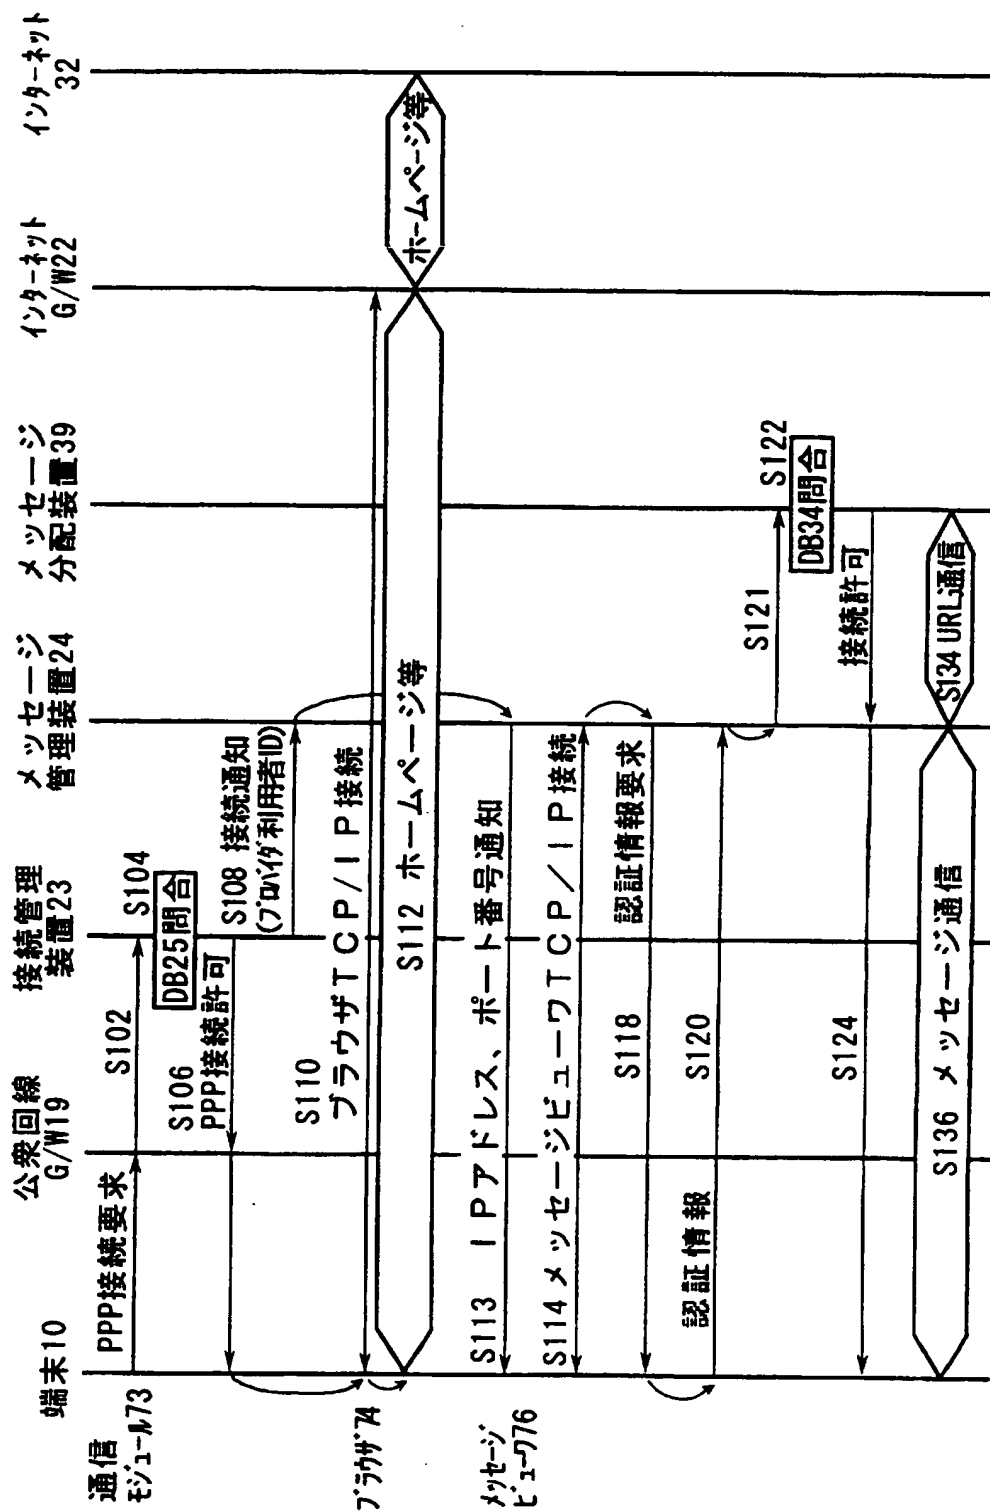 端末10
公衆回線
G/W19
接続管理
装置23
メッセージ
管理装置24
メッセージ
分配装置39
インターネット
G/W22
インターネット
32
通信
モジュール73
PPP接続要求
S102
S104
DB25問合
S106
PPP接続許可
S108 接続通知
(プロバイダ利用者ID)
S110
ブラウザTCP/IP接続
ブラウザ74
S112 ホームページ等
ホームページ等
S113 IPアドレス、ポート番号通知
メッセージ
ビューワ76
S114メッセージビューワTCP/IP接続
S118
認証情報要求
認証情報
S120
S121
S122
DB34問合
S124
接続許可
S134 URL通信
S136 メッセージ通信